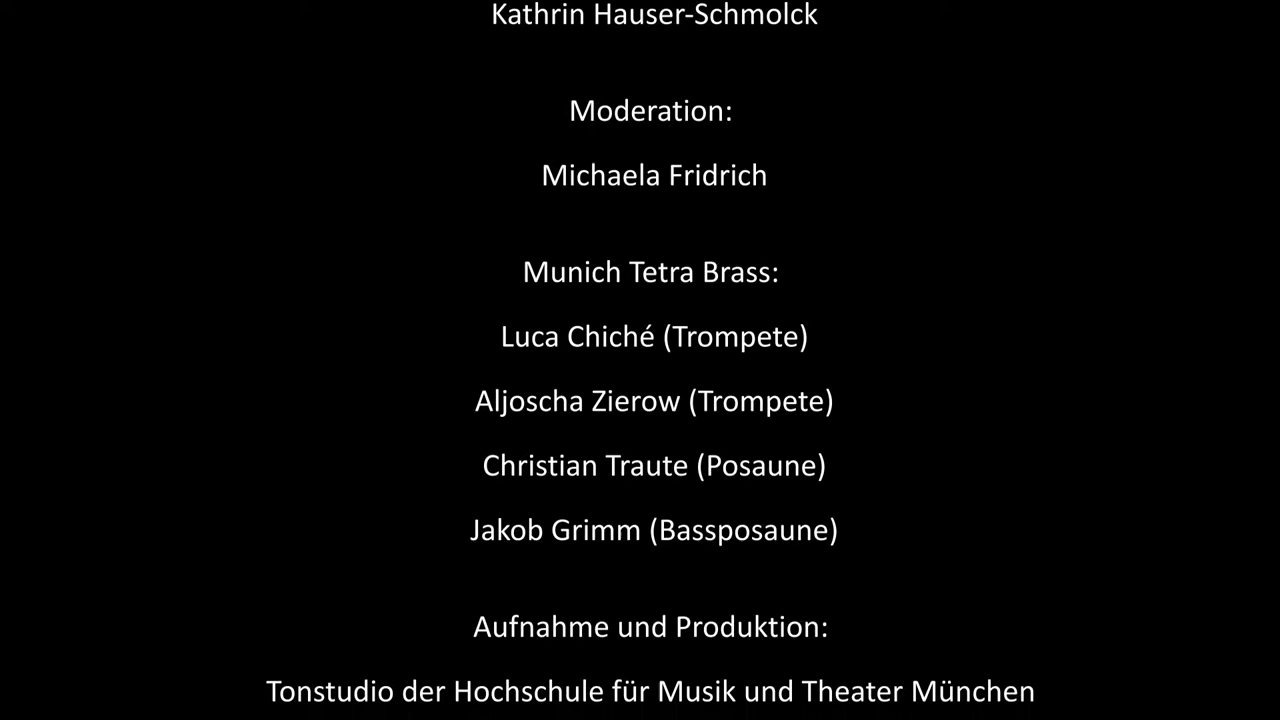 Kathrin Hauser-Schmolck
Moderation:
Michaela Fridrich
Munich Tetra Brass:
Luca Chiché (Trompete)
Aljoscha Zierow (Trompete)
Christian Traute (Posaune)
Jakob Grimm (Bassposaune)
Aufnahme und Produktion:
Tonstudio der Hochschule für Musik und Theater München